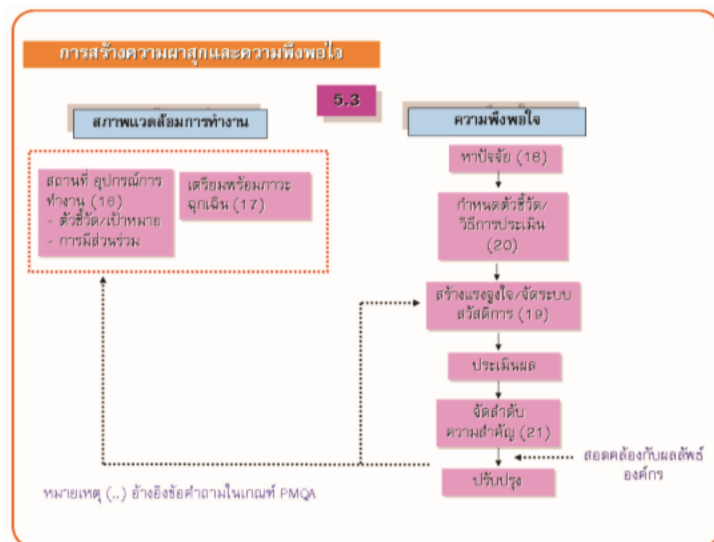 การสร้างความผาสุกและความพึงพอใจ
5.3
สภาพแวดล้อมการทำงาน
สถานที่ อุปกรณ์การ
ทำงาน (16)
- ตัวชี้วัด/เป้าหมาย
- การมีส่วนร่วม
เตรียมพร้อมภาวะ
ฉุกเฉิน (17)
ความพึงพอใจ
หาปัจจัย (18)
กำหนดตัวชี้วัด/
วิธีการประเมิน
(20)
สร้างแรงจูงใจ/จัดระบบ
สวัสดิการ (19)
ประเมินผล
จัดลำดับ
ความสำคัญ (21)
สอดคล้องกับผลลัพธ์
องค์กร
ปรับปรุง
หมายเหตุ (..) อ้างอิงข้อคำถามในเกณฑ์ PMQA